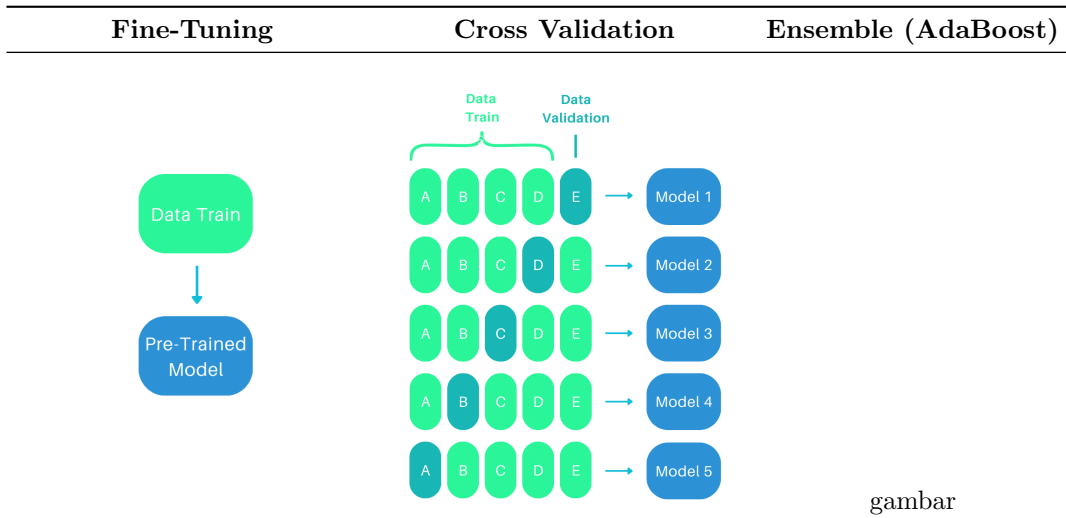 Fine-Tuning Cross Validation Ensemble (AdaBoost)
Data Train
Pre-Trained
Model
Data
Train
Data
Validation
A B C D E Model 1
A B C D E Model 2
A B C D E Model 3
A B C D E Model 4
A B C D E Model 5
gambar